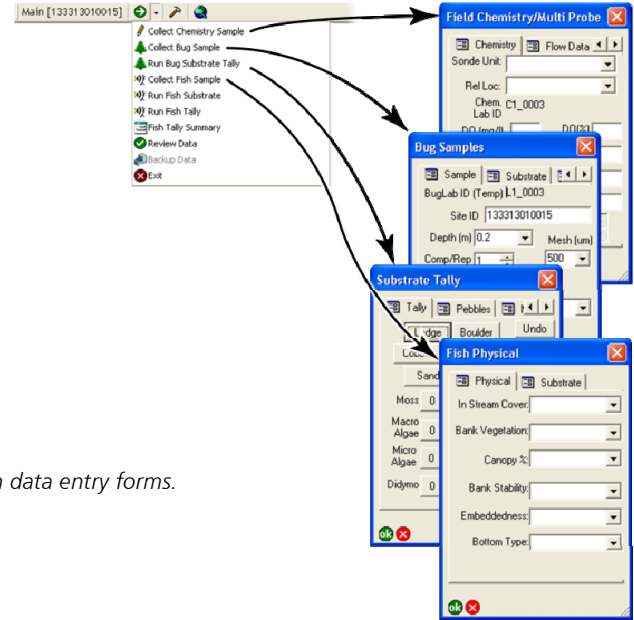 Main [133313010015]
Collect Chemistry Sample
Collect Bug Sample
Run Bug Substrate Tally
Collect Fish Sample
Run Fish Substrate
Run Fish Tally
Fish Tally Summary
Review Data
Backup Data
Exit
Field Chemistry/Multi Probe
Chemistry Flow Data
Sonde Unit:
Rel Loc:
Chem. Lab ID C1_0003
DO (mg/l) DO(%)
Bug Samples
Sample Substrate
BugLab ID (Temp) L1_0003
Site ID 133313010015
Depth (m) 0.2 Mesh (um)
Comp/Rep 1 500
Substrate Tally
Tally Pebbles
Boulder Undo
Sand
Moss 0
Macro Algae 0
Micro Algae 0
Didymo 0
ok
Fish Physical
Physical Substrate
In Stream Cover:
Bank Vegetation:
Canopy %:
Bank Stability:
Embeddedness:
Bottom Type:
ok
data entry forms.